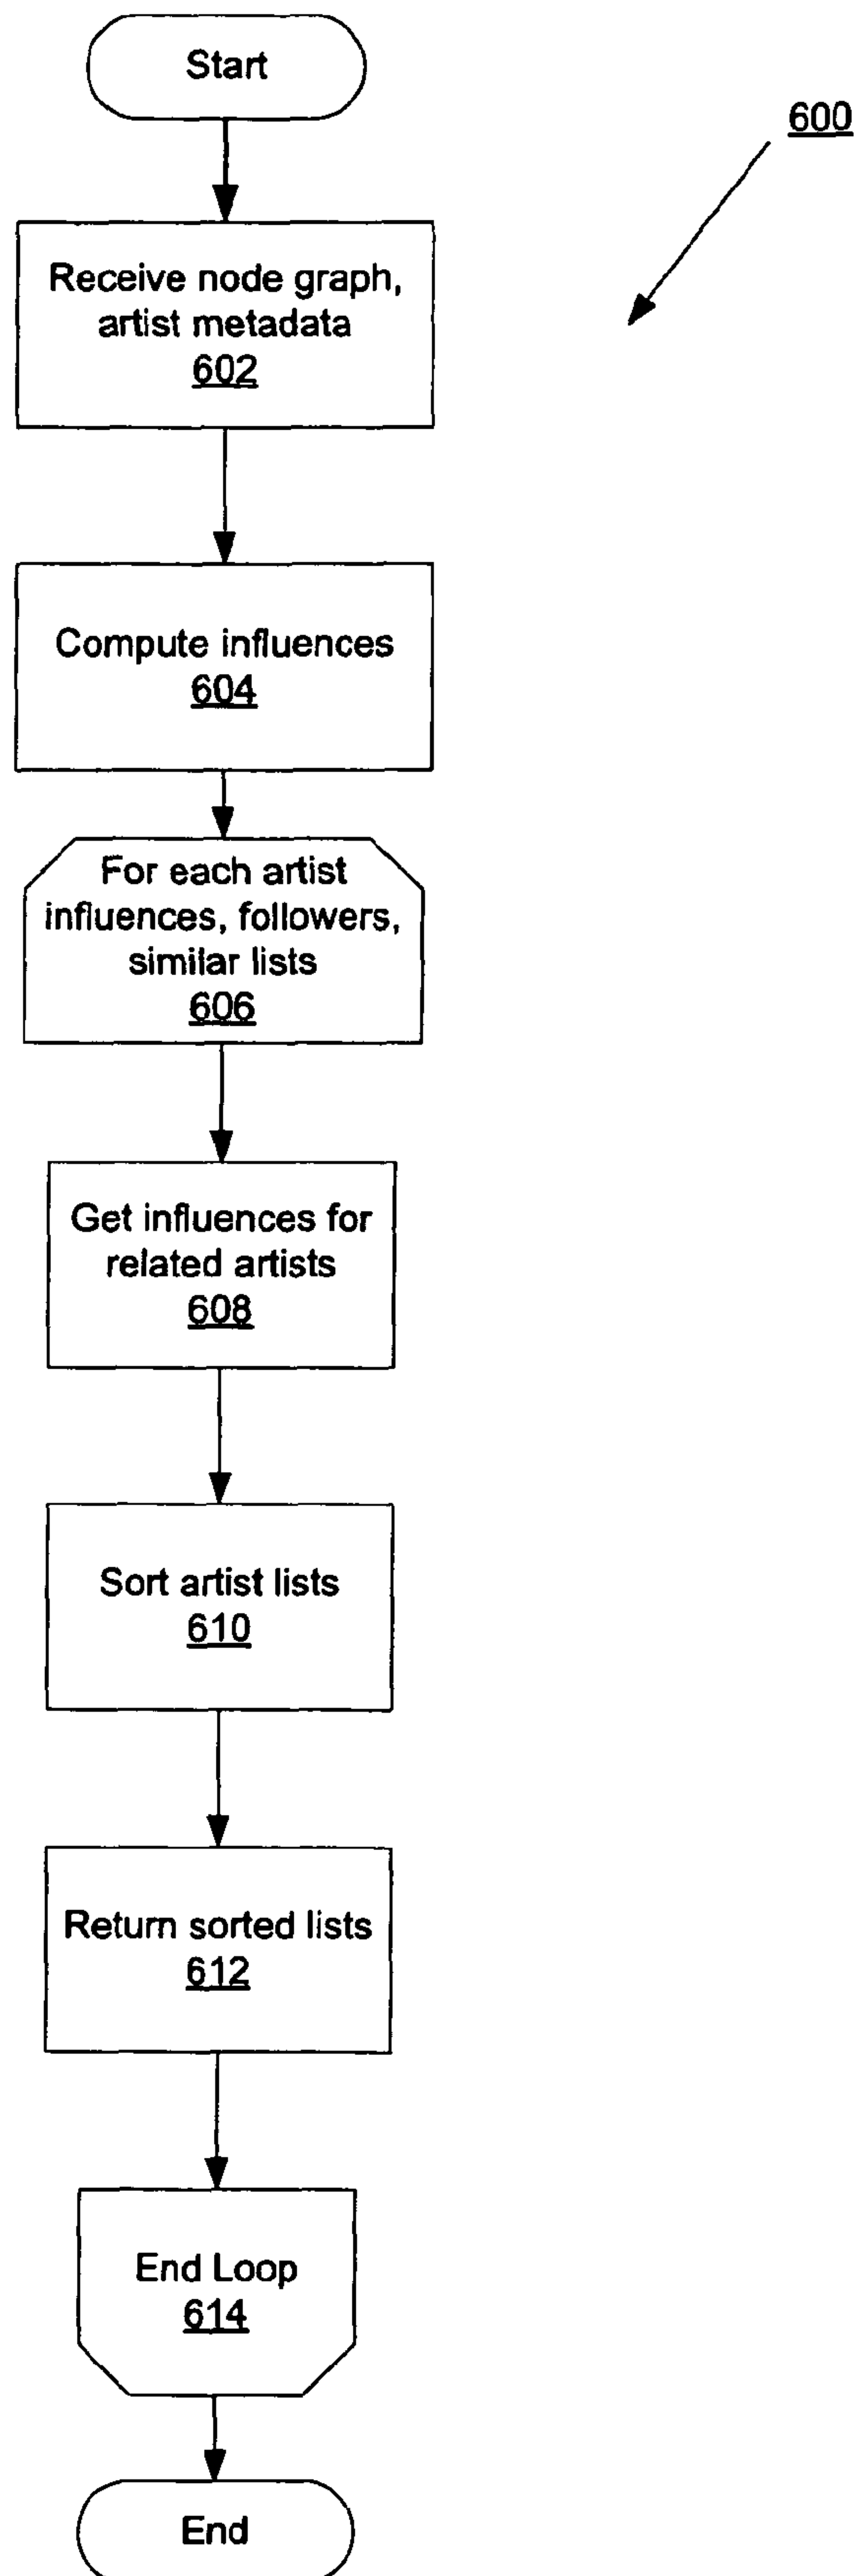 Start
600
Receive node graph,
artist metadata
602
Compute influences
604
For each artist
influences, followers,
similar lists
606
Get influences for
related artists
608
Sort artist lists
610
Return sorted lists
612
End Loop
614
End